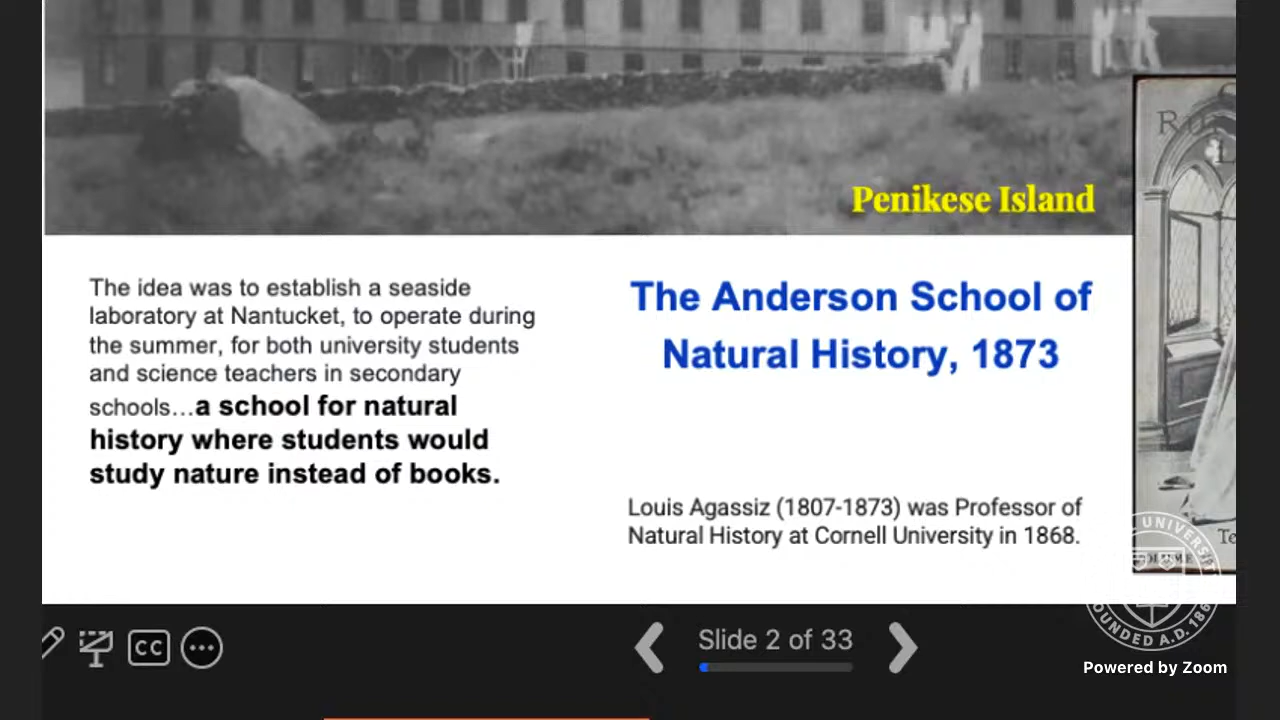 Penikese Island
The idea was to establish a seaside
laboratory at Nantucket, to operate during
the summer, for both university students
and science teachers in secondary
schools...a school for natural
history where students would
study nature instead of books.
The Anderson School of
Natural History, 1873
Louis Agassiz (1807-1873) was Professor of
Natural History at Cornell University in 1868.
UNIVERSITY
FOUNDED A.D. 186
CC
Slide 2 of 33
Powered by Zoom